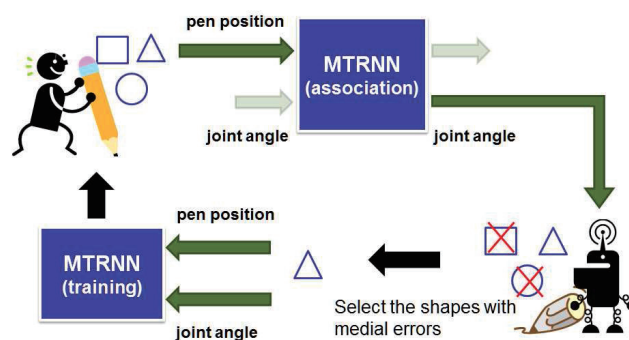 pen position
MTRNN
(association)
joint angle
joint angle
pen position
MTRNN
(training)
joint angle
Select the shapes with
medial errors